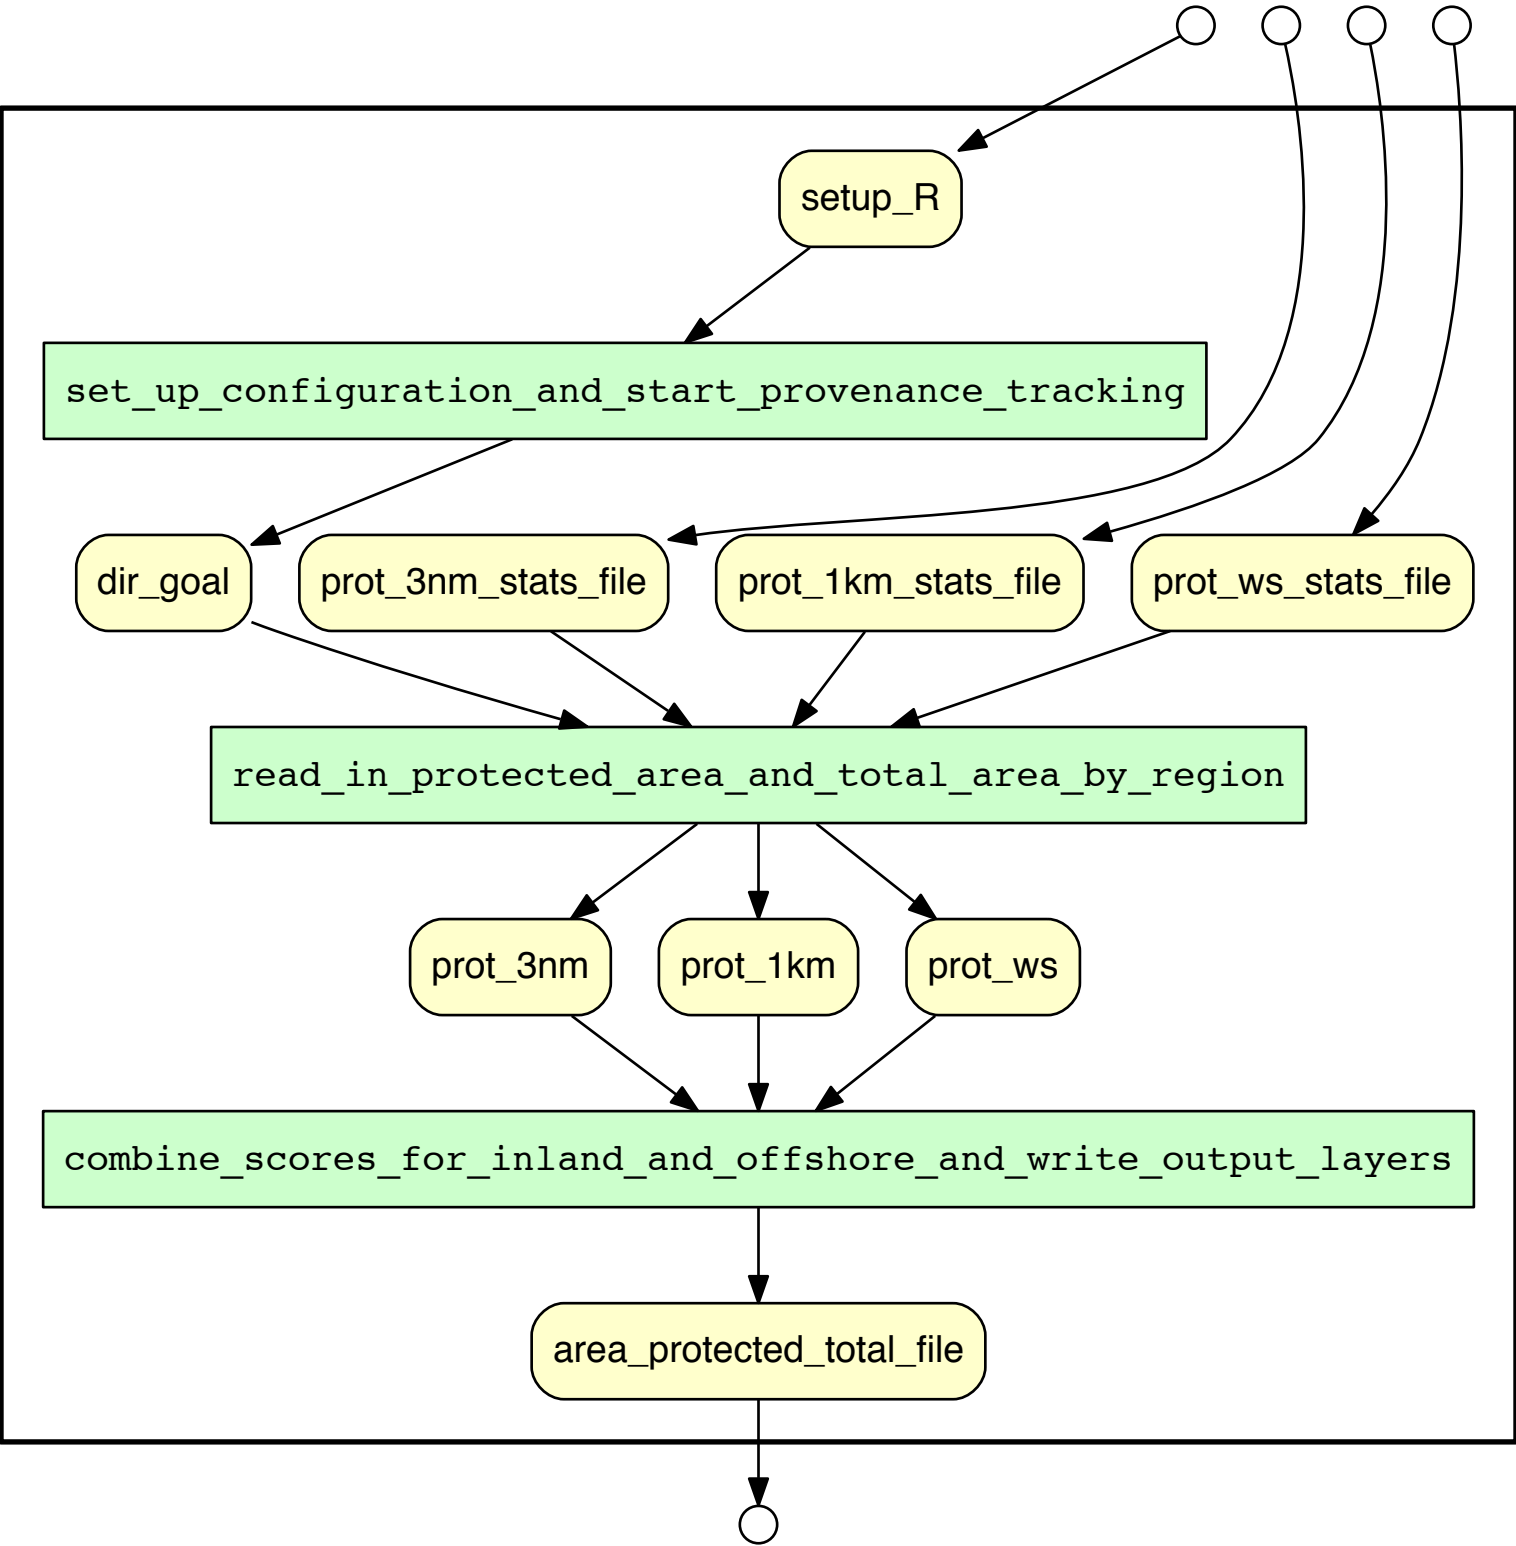 setup_R
set_up_configuration_and_start_provenance_tracking
dir_goal
prot_3nm_stats_file
prot_1km_stats_file
prot_ws_stats_file
read_in_protected_area_and_total_area_by_region
prot_3nm
prot_1km
prot_ws
combine_scores_for_inland_and_offshore_and_write_output_layers
area_protected_total_file